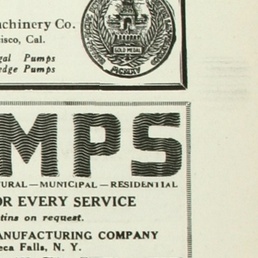 achinery Co.
isco, Cal.
gal Pumps
edge Pumps
GOLD MEDAL
MPS
TURAL—MUNICIPAL—RESIDENTIAL
OR EVERY SERVICE
tins on request.
ANUFACTURING COMPANY
eca Falls, N. Y.